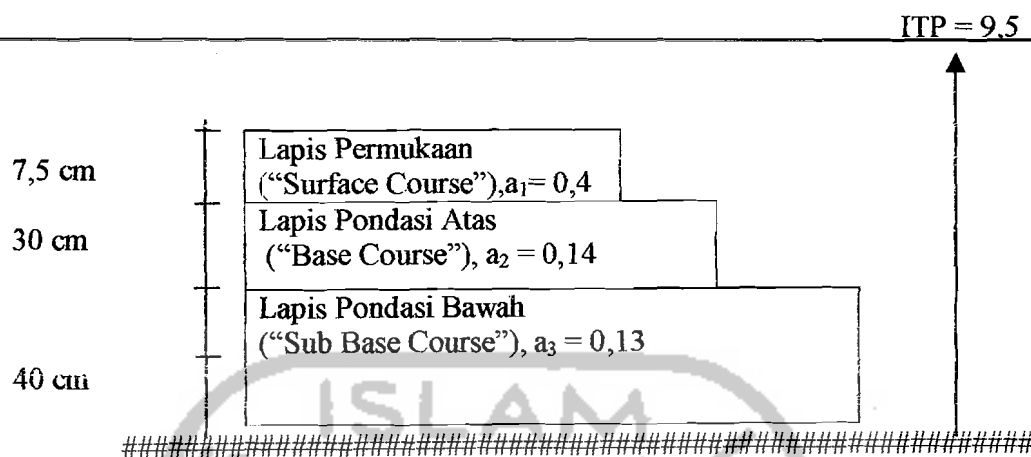 ITP = 9,5
7,5 cm
Lapis Permukaan
(“Surface Course”),a₁= 0,4
30 cm
Lapis Pondasi Atas
(“Base Course”), a₂ = 0,14
Lapis Pondasi Bawah
(“Sub Base Course”), a₃ = 0,13
40 cm
ISLAM